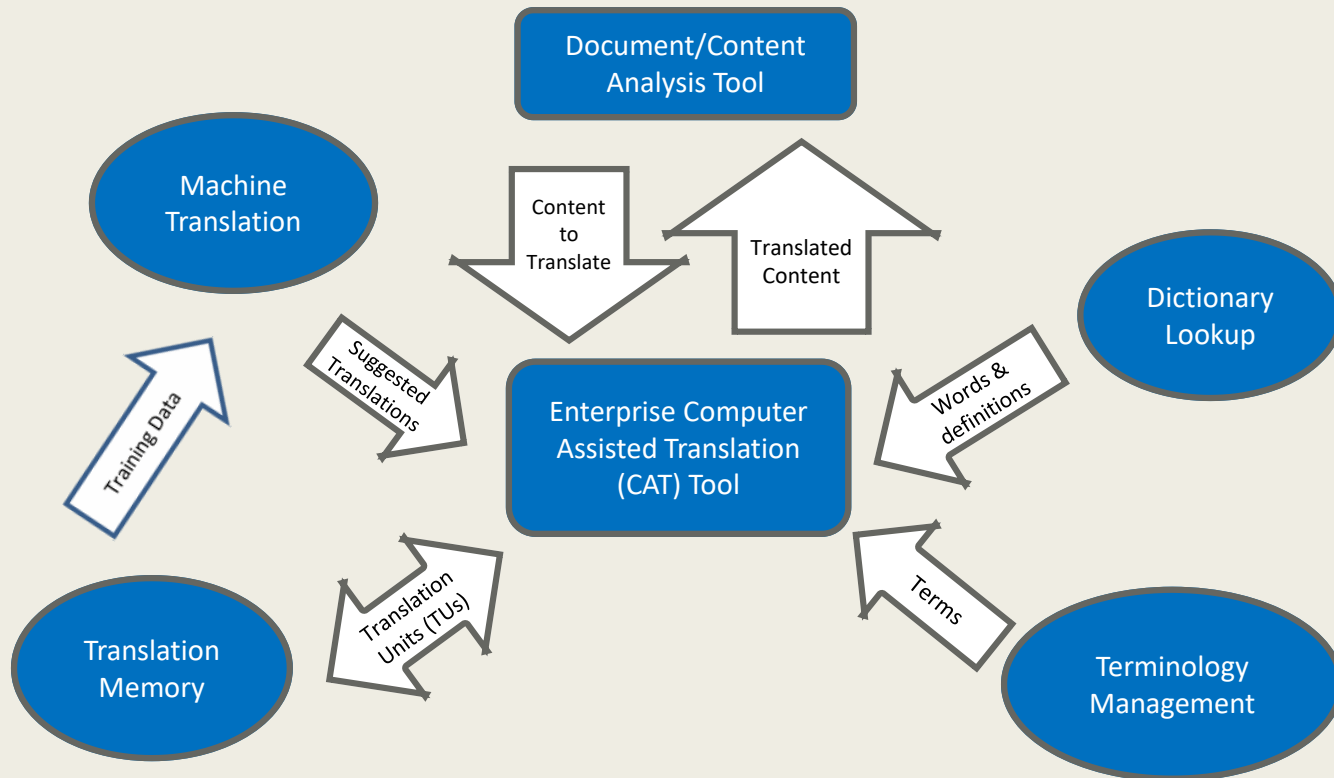 Document/Content
Analysis Tool
Machine
Translation
Content
to
Translate
Translated
Content
Dictionary
Lookup
Suggested
Translations
Words &
definitions
Training Data
Enterprise Computer
Assisted Translation
(CAT) Tool
Translation
Units (TUs)
Terms
Translation
Memory
Terminology
Management